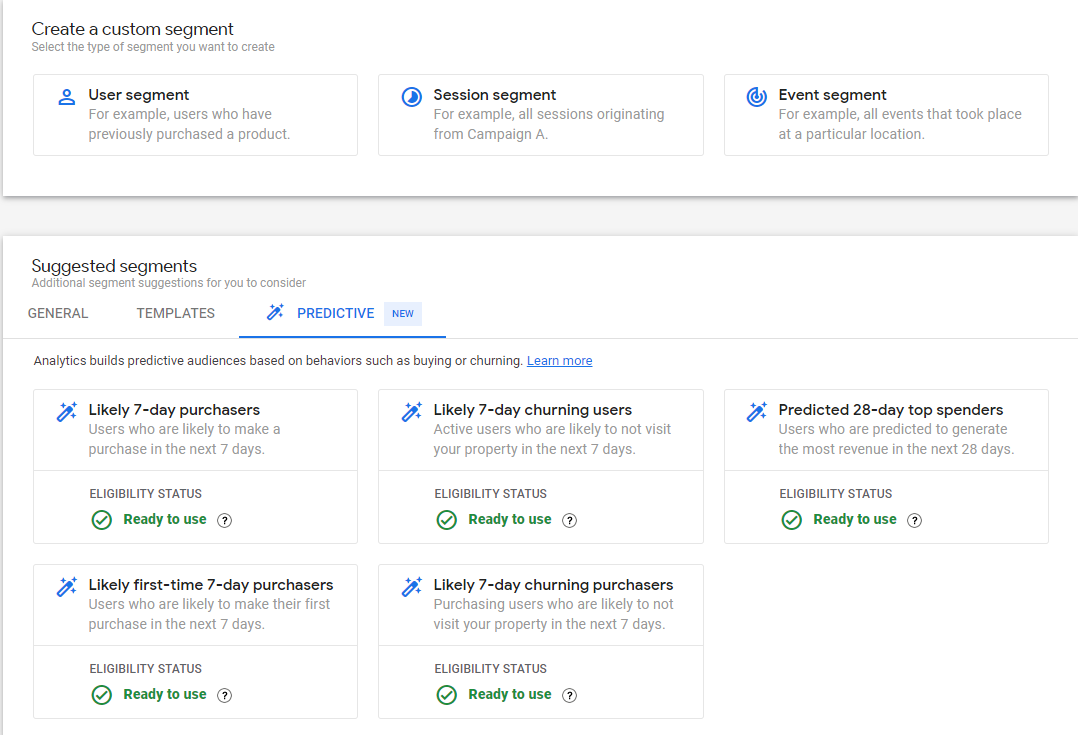 Create a custom segment
Select the type of segment you want to create
User segment
For example, users who have
previously purchased a product.
Session segment
For example, all sessions originating
from Campaign A.
Event segment
For example, all events that took place
at a particular location.
Suggested segments
Additional segment suggestions for you to consider
GENERAL
TEMPLATES
PREDICTIVE
NEW
Analytics builds predictive audiences based on behaviors such as buying or churning. Learn more
Likely 7-day purchasers
Users who are likely to make a
purchase in the next 7 days.
ELIGIBILITY STATUS
Ready to use ?
Likely 7-day churning users
Active users who are likely to not visit
your property in the next 7 days.
ELIGIBILITY STATUS
Ready to use ?
Predicted 28-day top spenders
Users who are predicted to generate
the most revenue in the next 28 days.
ELIGIBILITY STATUS
Ready to use ?
Likely first-time 7-day purchasers
Users who are likely to make their first
purchase in the next 7 days.
ELIGIBILITY STATUS
Ready to use ?
Likely 7-day churning purchasers
Purchasing users who are likely to not
visit your property in the next 7 days.
ELIGIBILITY STATUS
Ready to use ?